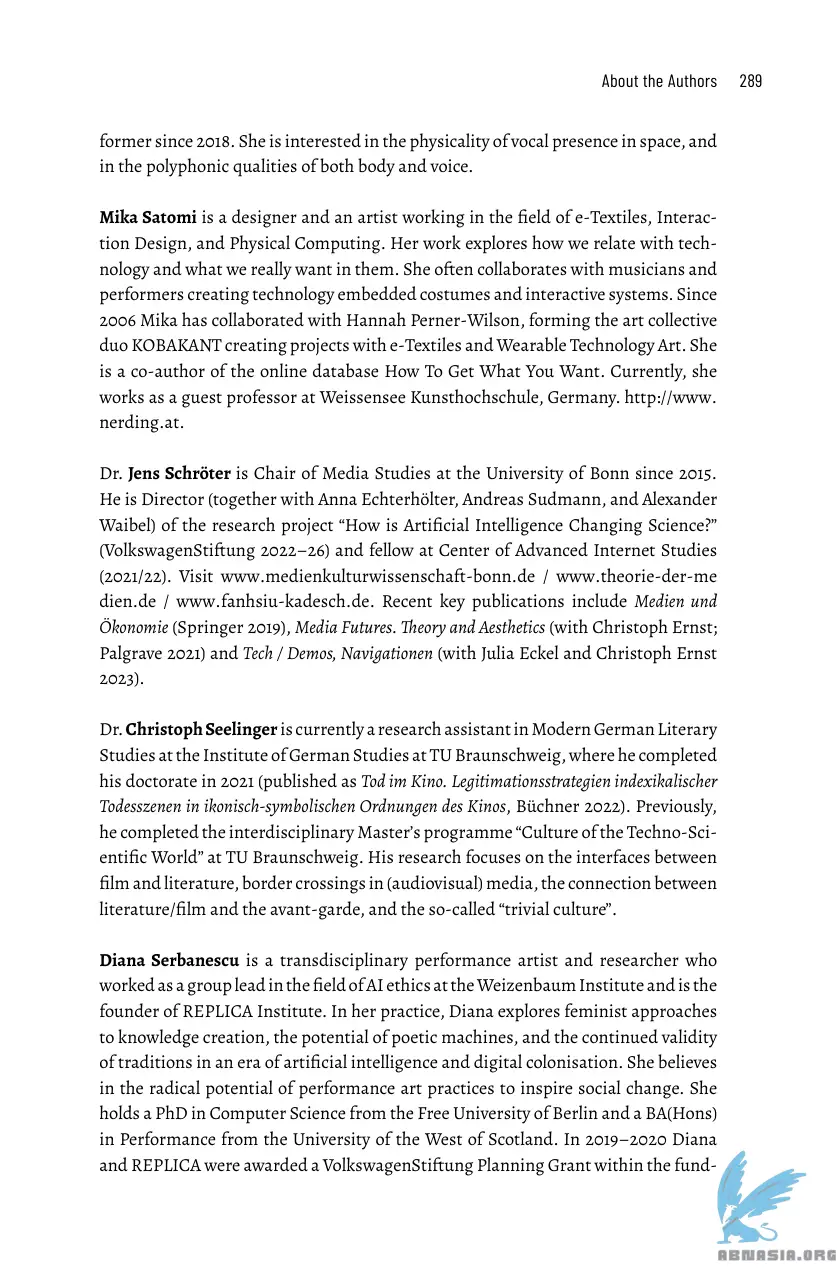 About the Authors 289
former since 2018. She is interested in the physicality of vocal presence in space, and
in the polyphonic qualities of both body and voice.
Mika Satomi is a designer and an artist working in the field of e-Textiles, Interac-
tion Design, and Physical Computing. Her work explores how we relate with tech-
nology and what we really want in them. She often collaborates with musicians and
performers creating technology embedded costumes and interactive systems. Since
2006 Mika has collaborated with Hannah Perner-Wilson, forming the art collective
duo KOBAKANT creating projects with e-Textiles and Wearable Technology Art. She
is a co-author of the online database How To Get What You Want. Currently, she
works as a guest professor at Weissensee Kunsthochschule, Germany. http://www.
nerding.at.
Dr. Jens Schröter is Chair of Media Studies at the University of Bonn since 2015.
He is Director (together with Anna Echterhölter, Andreas Sudmann, and Alexander
Waibel) of the research project “How is Artificial Intelligence Changing Science?”
(VolkswagenStiftung 2022–26) and fellow at Center of Advanced Internet Studies
(2021/22). Visit www.medienkulturwissenschaft-bonn.de / www.theorie-der-me
dien.de / www.fanhsiu-kadesch.de. Recent key publications include Medien und
Ökonomie (Springer 2019), Media Futures. Theory and Aesthetics (with Christoph Ernst;
Palgrave 2021) and Tech / Demos, Navigationen (with Julia Eckel and Christoph Ernst
2023).
Dr. Christoph Seelinger is currently a research assistant in Modern German Literary
Studies at the Institute of German Studies at TU Braunschweig, where he completed
his doctorate in 2021 (published as Tod im Kino. Legitimationsstrategien indexikalischer
Todesszenen in ikonisch-symbolischen Ordnungen des Kinos, Büchner 2022). Previously,
he completed the interdisciplinary Master’s programme “Culture of the Techno-Sci-
entific World” at TU Braunschweig. His research focuses on the interfaces between
film and literature, border crossings in (audiovisual) media, the connection between
literature/film and the avant-garde, and the so-called “trivial culture”.
Diana Serbanescu is a transdisciplinary performance artist and researcher who
worked as a group lead in the field of AI ethics at the Weizenbaum Institute and is the
founder of REPLICA Institute. In her practice, Diana explores feminist approaches
to knowledge creation, the potential of poetic machines, and the continued validity
of traditions in an era of artificial intelligence and digital colonisation. She believes
in the radical potential of performance art practices to inspire social change. She
holds a PhD in Computer Science from the Free University of Berlin and a BA(Hons)
in Performance from the University of the West of Scotland. In 2019–2020 Diana
and REPLICA were awarded a VolkswagenStiftung Planning Grant within the fund-
ABNASIA.ORG